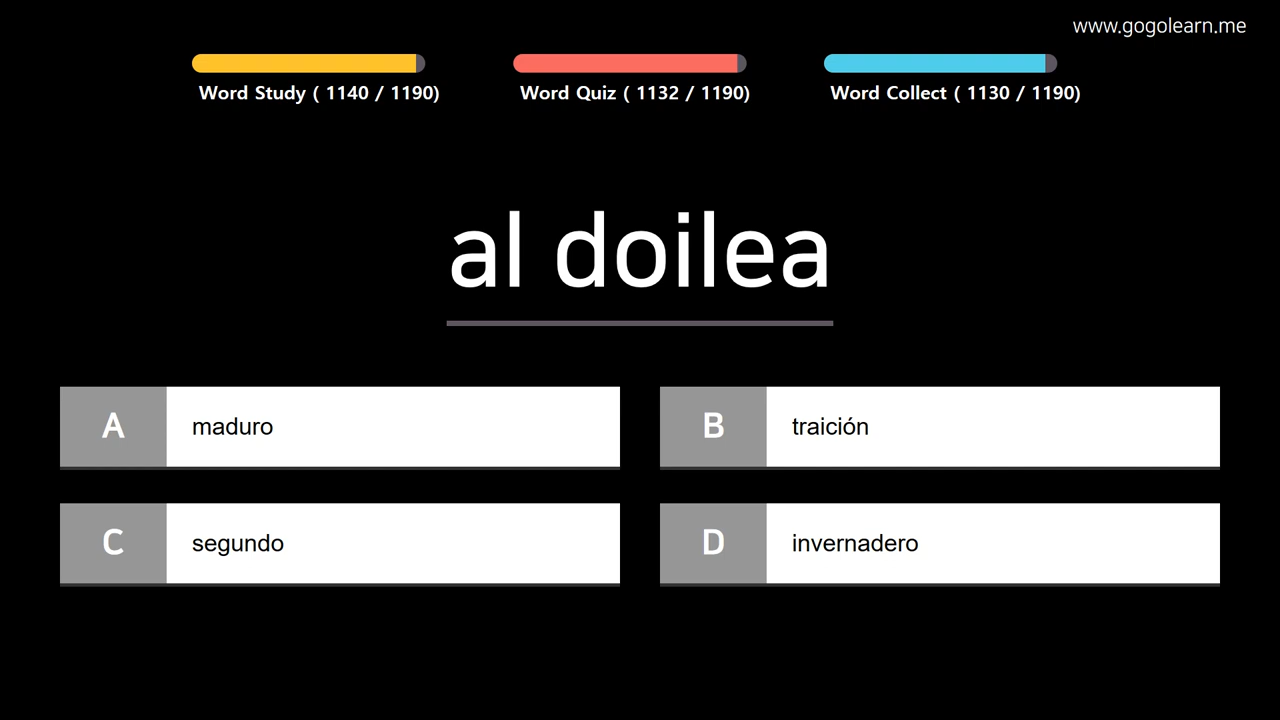 www.gogolearn.me
Word Study ( 1140 / 1190)
Word Quiz ( 1132 / 1190)
Word Collect ( 1130 / 1190)
al doilea
A
maduro
B
traición
C
segundo
D
invernadero